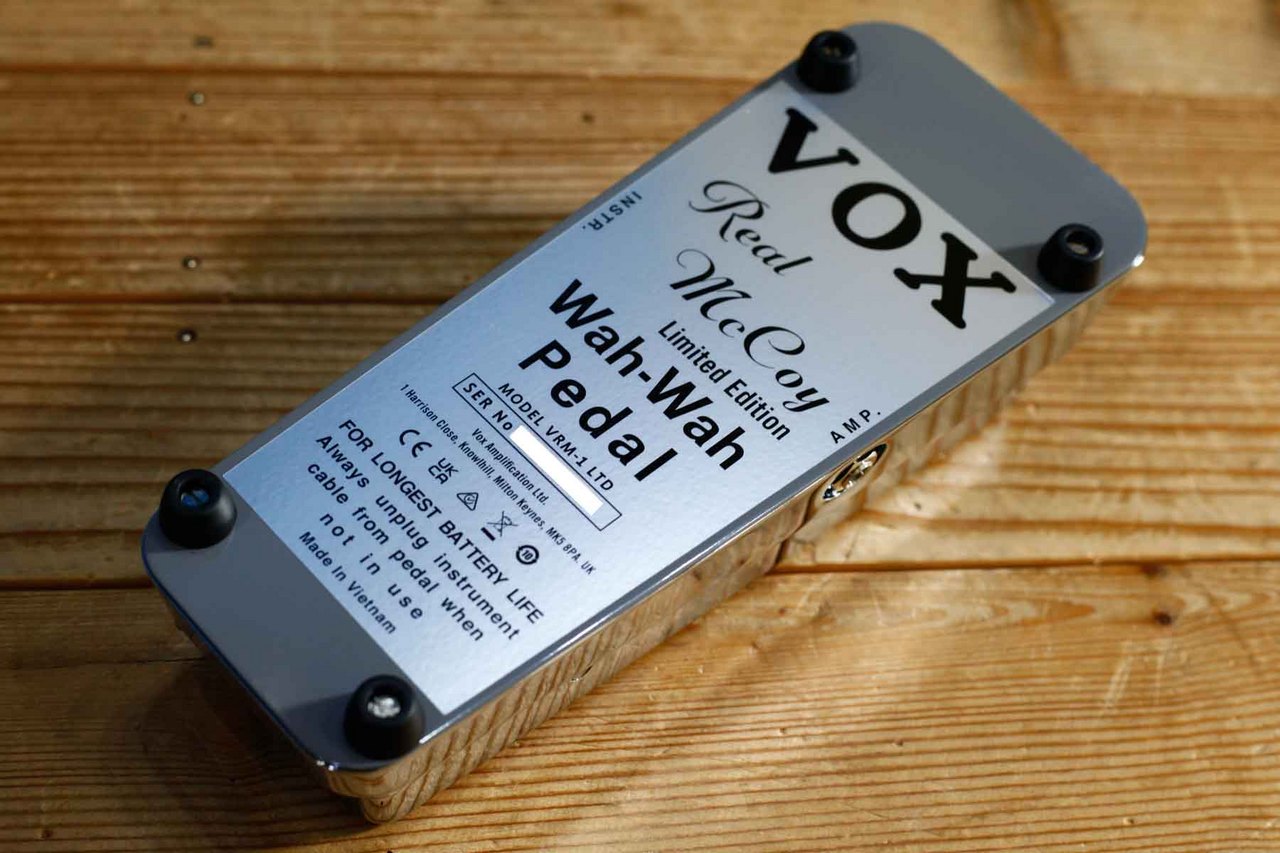 VOX
Real
McCoy
Limited Edition
INSTR.
AMP.
Wah-Wah
Pedal
MODEL VRM-1 LTD
SER No
Vox Amplification Ltd.
1 Harrison Close, Knowlhill, Milton Keynes, MK5 8PA, UK
CE UK CA 10
FOR LONGEST BATTERY LIFE
Always unplug instrument
cable from pedal when
not in use
Made In Vietnam